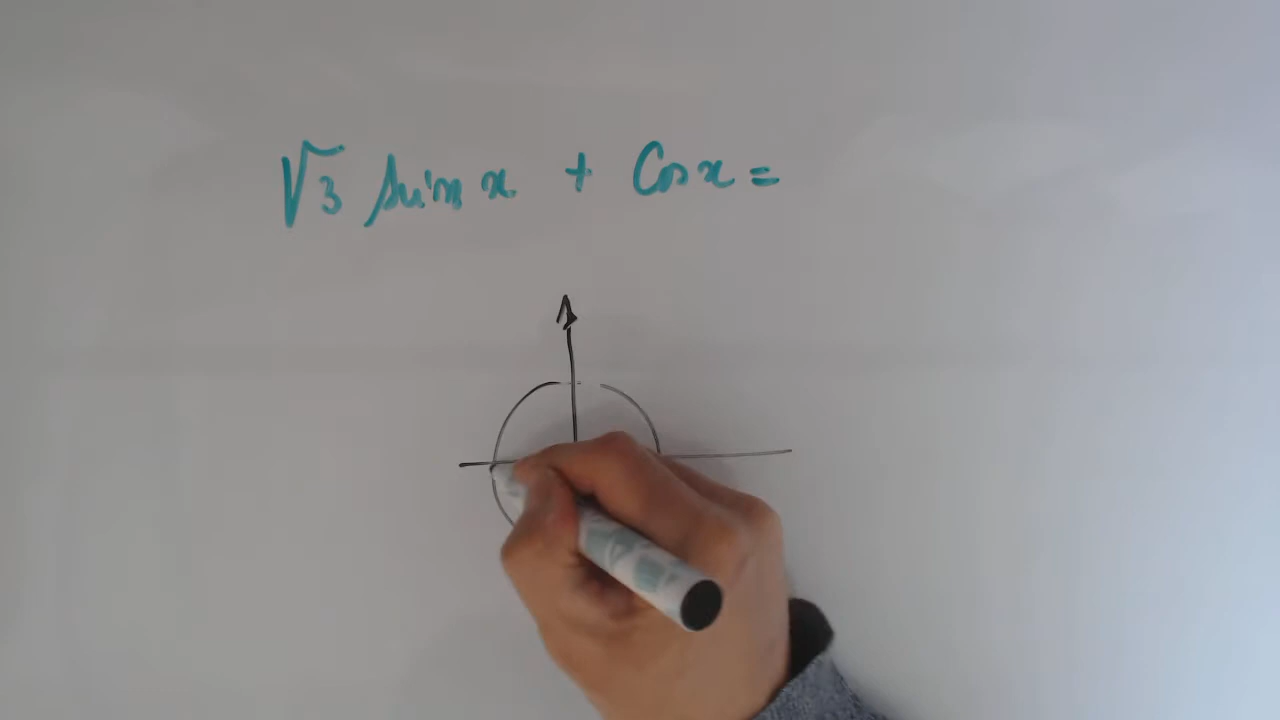 √3 sin x + Cos x =